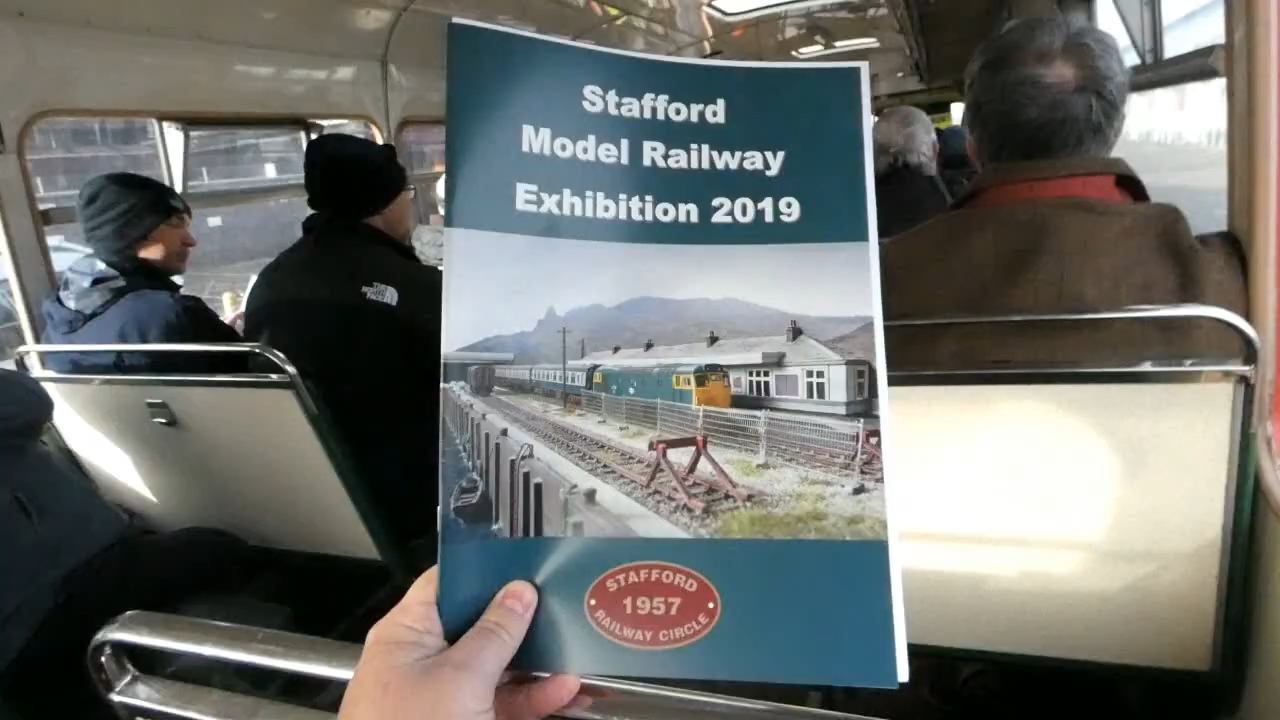 Stafford
Model Railway
Exhibition 2019
THE
NORTH
FACE
STAFFORD
1957
RAILWAY CIRCLE